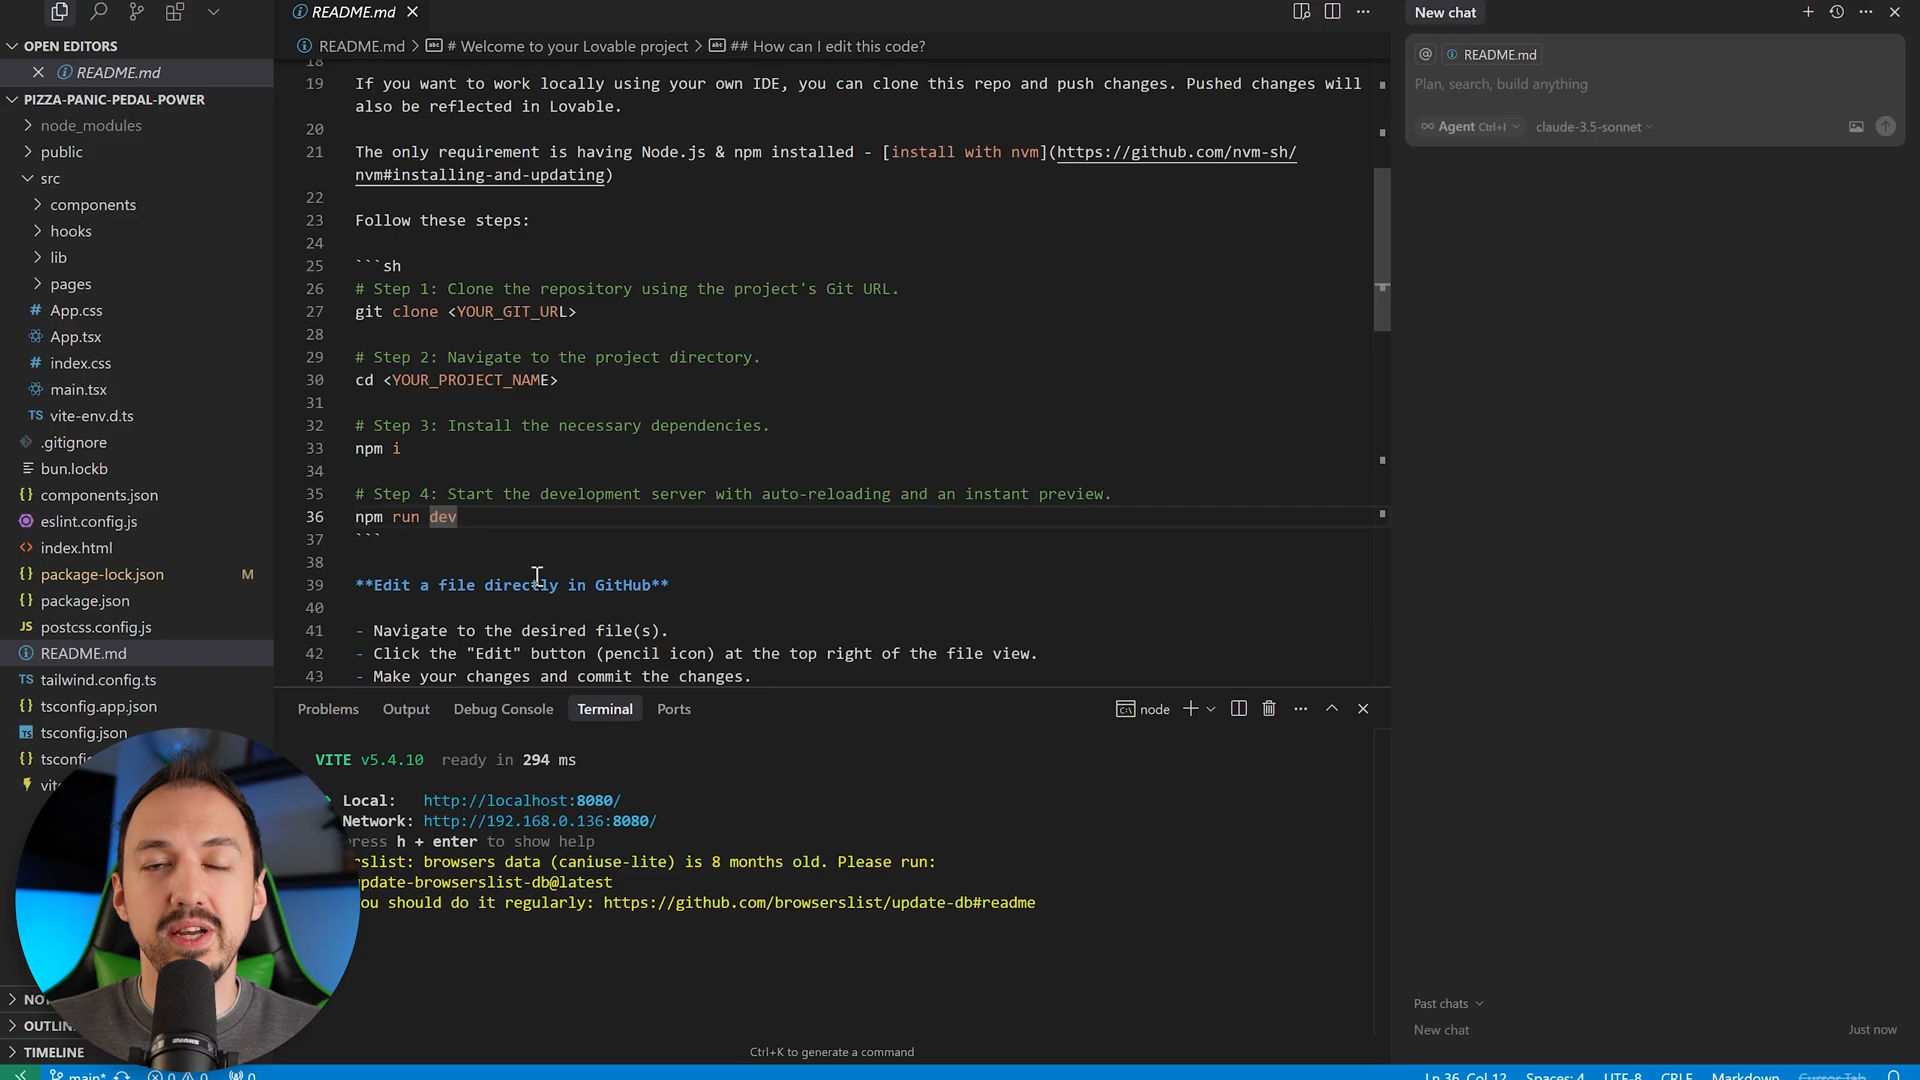 README.md
New chat
OPEN EDITORS
README.md
README.md > # Welcome to your Lovable project > ## How can I edit this code?
@ README.md
Plan, search, build anything
Agent Ctrl+I
claude-3.5-sonnet
PIZZA-PANIC-PEDAL-POWER
node_modules
public
src
components
hooks
lib
pages
# App.css
App.tsx
# index.css
main.tsx
TS vite-env.d.ts
.gitignore
bun.lockb
{} components.json
eslint.config.js
<> index.html
{} package-lock.json M
{} package.json
JS postcss.config.js
README.md
TS tailwind.config.ts
{} tsconfig.app.json
tsconfig.json
NO
OUTLIN
TIMELINE
18
19 If you want to work locally using your own IDE, you can clone this repo and push changes. Pushed changes will
also be reflected in Lovable.
20
21 The only requirement is having Node.js & npm installed - [install with nvm](https://github.com/nvm-sh/
nvm#installing-and-updating)
22
23 Follow these steps:
24
25 ```sh
26 # Step 1: Clone the repository using the project's Git URL.
27 git clone <YOUR_GIT_URL>
28
29 # Step 2: Navigate to the project directory.
30 cd <YOUR_PROJECT_NAME>
31
32 # Step 3: Install the necessary dependencies.
33 npm i
34
35 # Step 4: Start the development server with auto-reloading and an instant preview.
36 npm run dev
37 ```
38
39 **Edit a file directly in GitHub**
40
41 - Navigate to the desired file(s).
42 - Click the "Edit" button (pencil icon) at the top right of the file view.
43 - Make your changes and commit the changes.
Problems Output Debug Console Terminal Ports
node
VITE v5.4.10 ready in 294 ms
Local: http://localhost:8080/
Network: http://192.168.0.136:8080/
press h + enter to show help
rslist: browsers data (caniuse-lite) is 8 months old. Please run:
update-browserslist-db@latest
ou should do it regularly: https://github.com/browserslist/update-db#readme
Ctrl+K to generate a command
Past chats
New chat Just now
main* 0 0 0
Ln 36, Col 12 Spaces: 4 UTF-8 CRLF Markdown Cursor Tab